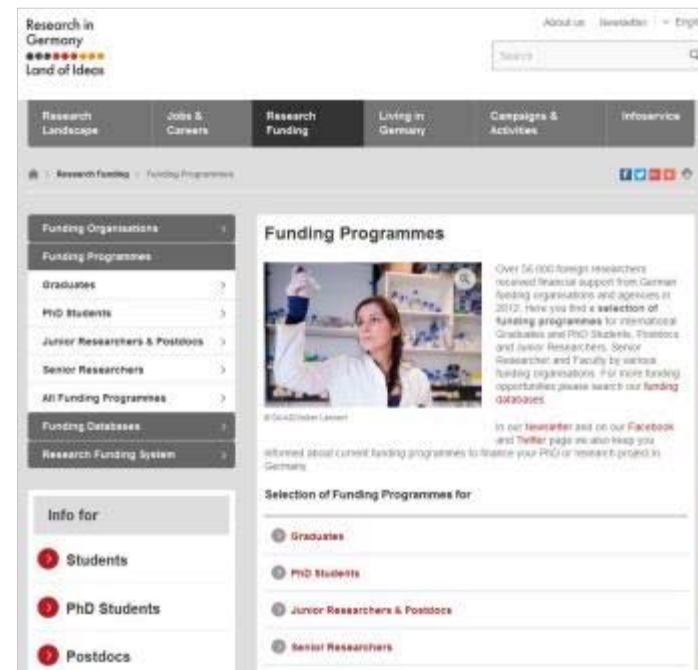 Research in
Germany
Land of Ideas
About us Newsletter Engl
Search
Research
Landscape
Jobs &
Careers
Research
Funding
Living in
Germany
Campaigns &
Activities
Infoservice
Research Funding Funding Programmes
Funding Organisations
Funding Programmes
Graduates
PhD Students
Junior Researchers & Postdocs
Senior Researchers
All Funding Programmes
Funding Databases
Research Funding System
Info for
Students
PhD Students
Postdocs
Funding Programmes
Over 56 000 foreign researchers
received financial support from German
funding organisations and agencies in
2012. Here you find a selection of
funding programmes for international
Graduates and PhD Students, Postdocs
and Junior Researchers, Senior
Researcher and Faculty by various
funding organisations. For more funding
opportunities please search our funding
databases.
© DAAD
In our Newsletter and on our Facebook
and Twitter page we also keep you
informed about current funding programmes to finance your PhD or research project in
Germany.
Selection of Funding Programmes for
Graduates
PhD Students
Junior Researchers & Postdocs
Senior Researchers